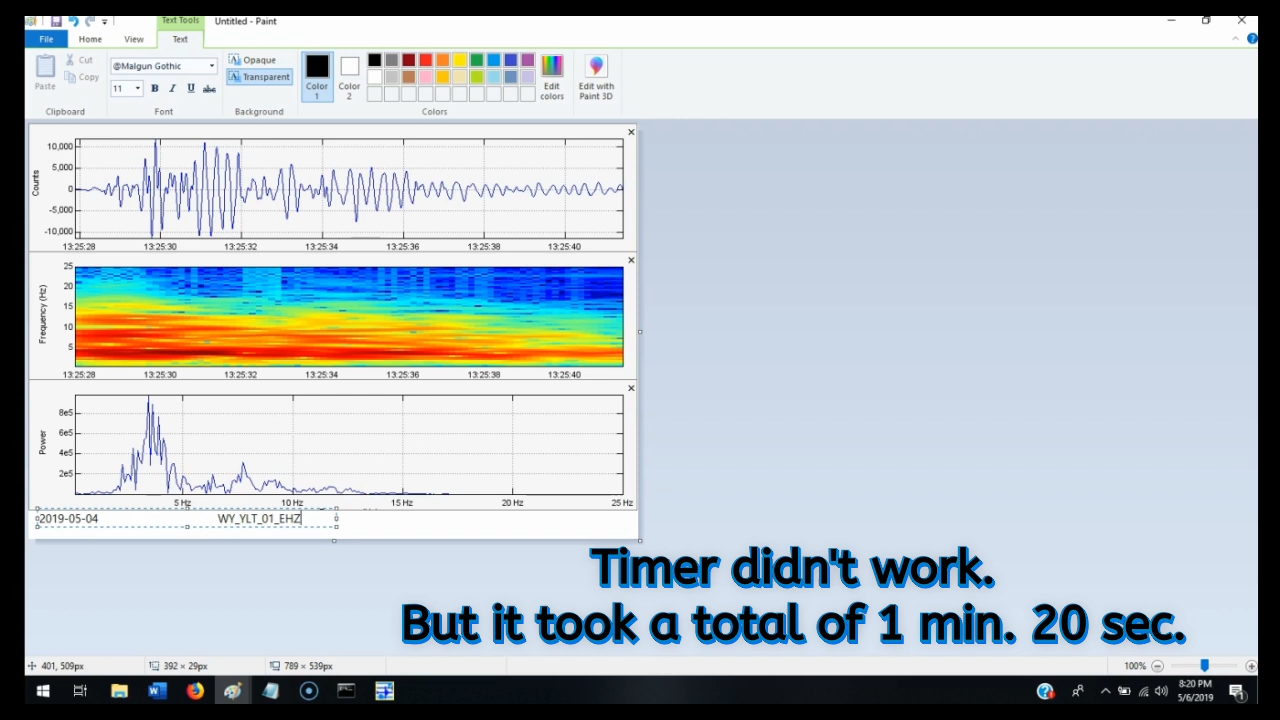 Text Tools
Untitled - Paint
File
Home
View
Text
Paste
Cut
Copy
Clipboard
@Malgun Gothic
11
B
I
U
abc
Font
Opaque
Transparent
Background
Color 1
Color 2
Edit colors
Edit with Paint 3D
Colors
10,000
5,000
0
-5,000
-10,000
Counts
13:25:28 13:25:30 13:25:32 13:25:34 13:25:36 13:25:38 13:25:40
25
20
15
10
5
Frequency (Hz)
13:25:28 13:25:30 13:25:32 13:25:34 13:25:36 13:25:38 13:25:40
8e5
6e5
4e5
2e5
Power
5 Hz 10 Hz 15 Hz 20 Hz 25 Hz
2019-05-04 WY_YLT_01_EHZ
Timer didn't work.
But it took a total of 1 min. 20 sec.
401, 509px
392 × 29px
789 × 539px
100%
8:20 PM
5/6/2019